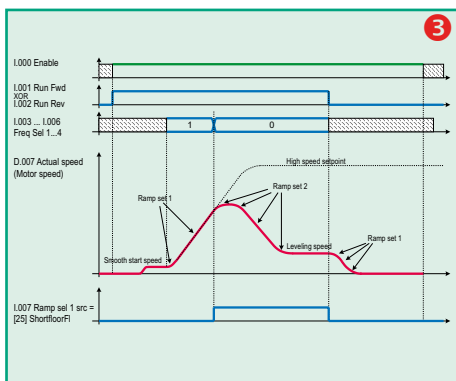 3
I.000 Enable
I.001 Run Fwd
XOR
I.002 Run Rev
I.003 ... I.006
Freq Sel 1...4
1
0
D.007 Actual speed
(Motor speed)
High speed setpoint
Ramp set 1
Ramp set 2
Ramp set 1
Leveling speed
Smooth start speed
I.007 Ramp sel 1 src =
[25] ShortfloorFl